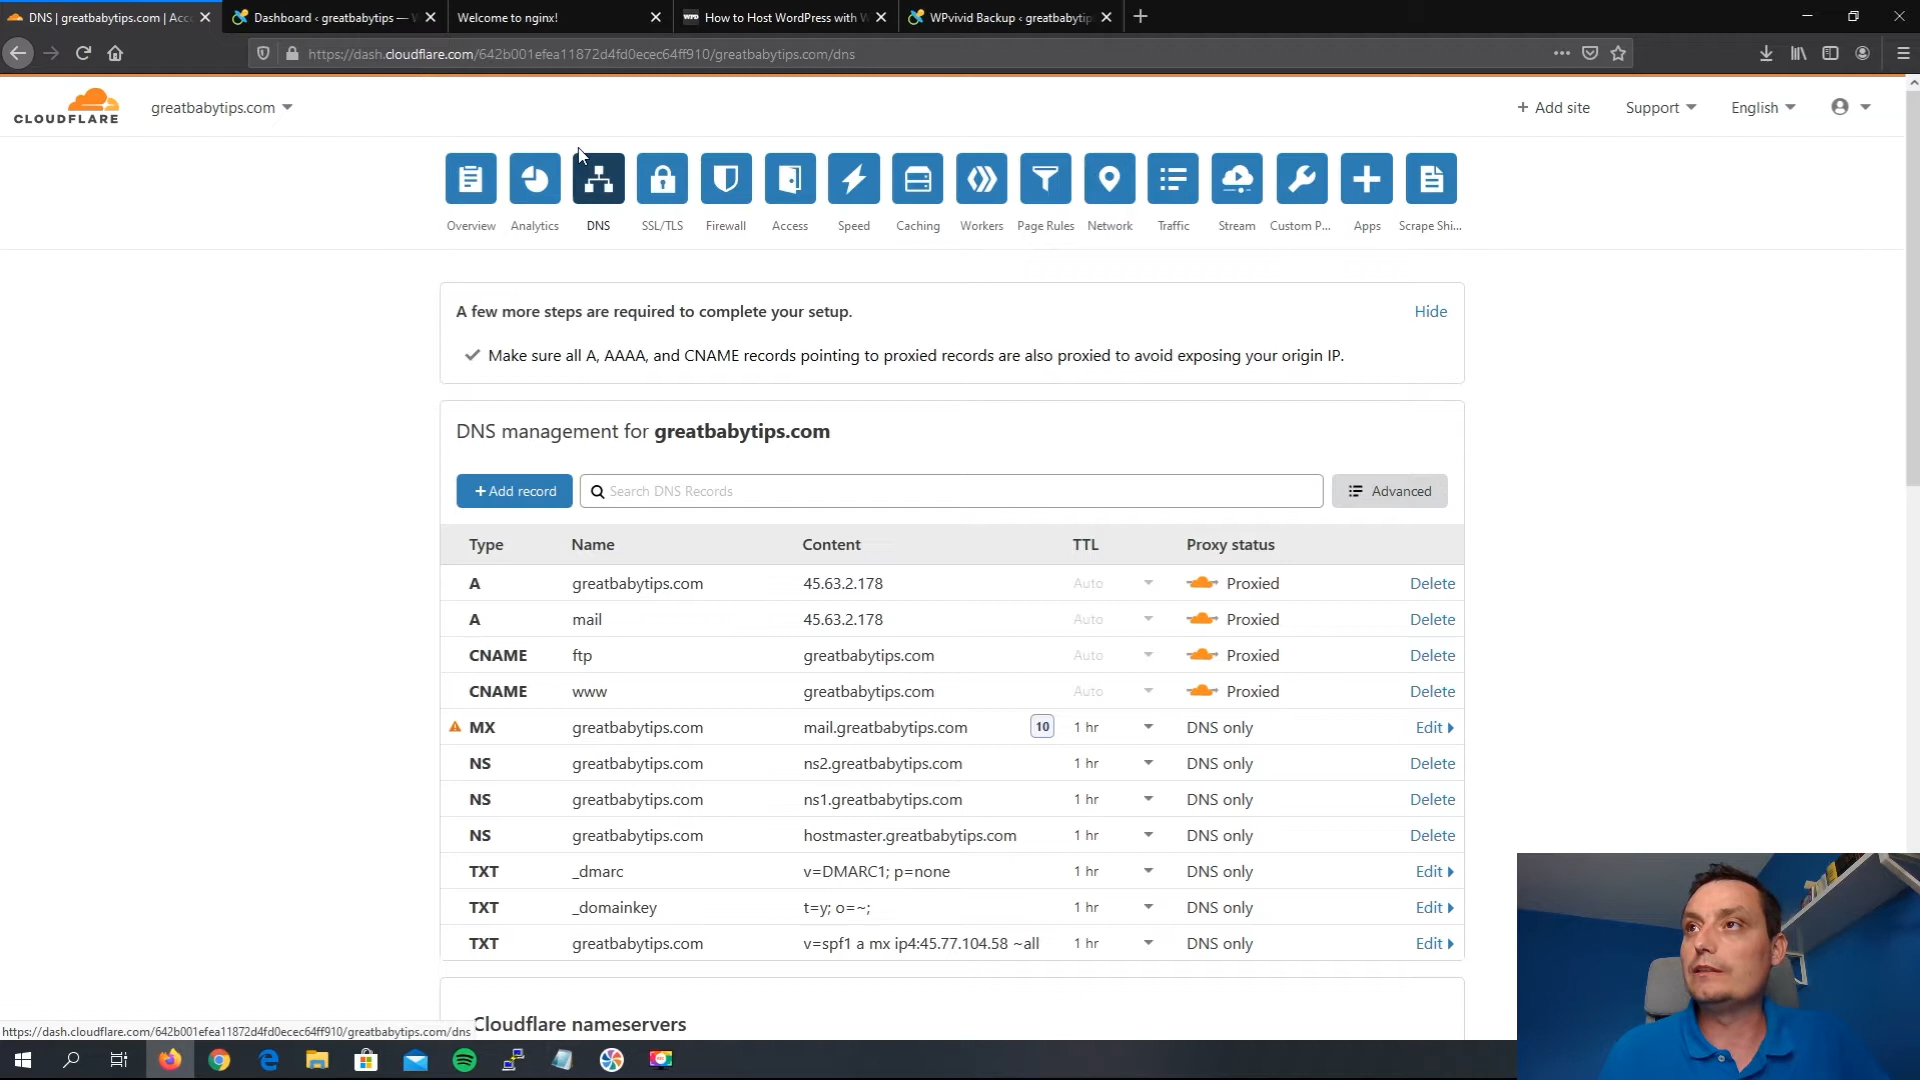 DNS | greatbabytips.com | Acc
Dashboard ‹ greatbabytips — W
Welcome to nginx!
WPD How to Host WordPress with W
WPvivid Backup ‹ greatbabytip
https://dash.cloudflare.com/642b001efea11872d4fd0ecec64ff910/greatbabytips.com/dns
CLOUDFLARE
greatbabytips.com
+ Add site
Support
English
Overview
Analytics
DNS
SSL/TLS
Firewall
Access
Speed
Caching
Workers
Page Rules
Network
Traffic
Stream
Custom P...
Apps
Scrape Shi...
A few more steps are required to complete your setup.
Hide
Make sure all A, AAAA, and CNAME records pointing to proxied records are also proxied to avoid exposing your origin IP.
DNS management for greatbabytips.com
+ Add record
Search DNS Records
Advanced
Type Name Content TTL Proxy status
A greatbabytips.com 45.63.2.178 Auto Proxied Delete
A mail 45.63.2.178 Auto Proxied Delete
CNAME ftp greatbabytips.com Auto Proxied Delete
CNAME www greatbabytips.com Auto Proxied Delete
MX greatbabytips.com mail.greatbabytips.com 10 1 hr DNS only Edit
NS greatbabytips.com ns2.greatbabytips.com 1 hr DNS only Delete
NS greatbabytips.com ns1.greatbabytips.com 1 hr DNS only Delete
NS greatbabytips.com hostmaster.greatbabytips.com 1 hr DNS only Delete
TXT _dmarc v=DMARC1; p=none 1 hr DNS only Edit
TXT _domainkey t=y; o=~; 1 hr DNS only Edit
TXT greatbabytips.com v=spf1 a mx ip4:45.77.104.58 ~all 1 hr DNS only Edit
Cloudflare nameservers
https://dash.cloudflare.com/642b001efea11872d4fd0ecec64ff910/greatbabytips.com/dns